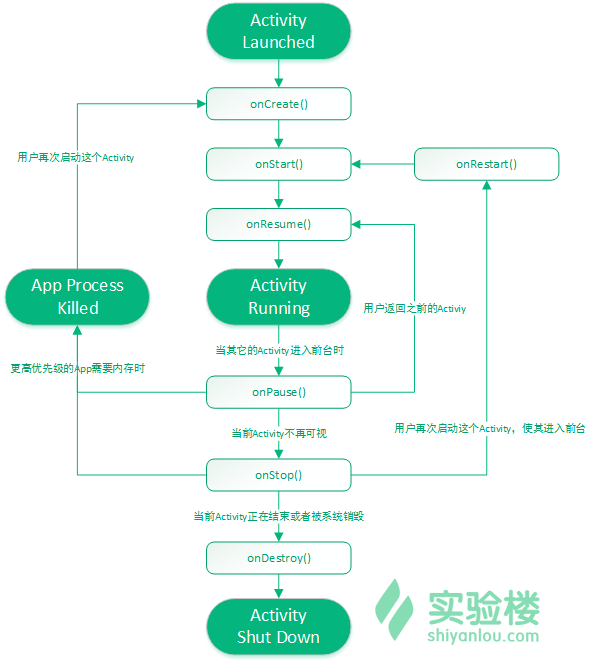 Activity
Launched
onCreate()
用户再次启动这个Activity
onStart()
onRestart()
onResume()
App Process
Killed
Activity
Running
用户返回之前的Activiy
当其它的Activity进入前台时
更高优先级的App需要内存时
onPause()
当前Activity不再可视
用户再次启动这个Activity，使其进入前台
onStop()
当前Activity正在结束或者被系统销毁
onDestroy()
Activity
Shut Down
实验楼
shiyanlou.com